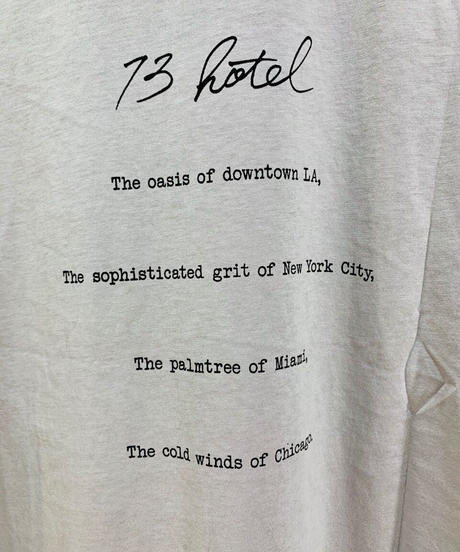 73 hotel
The oasis of downtown LA,
The sophisticated grit of New York City,
The palmtree of Miami,
The cold winds of Chicago